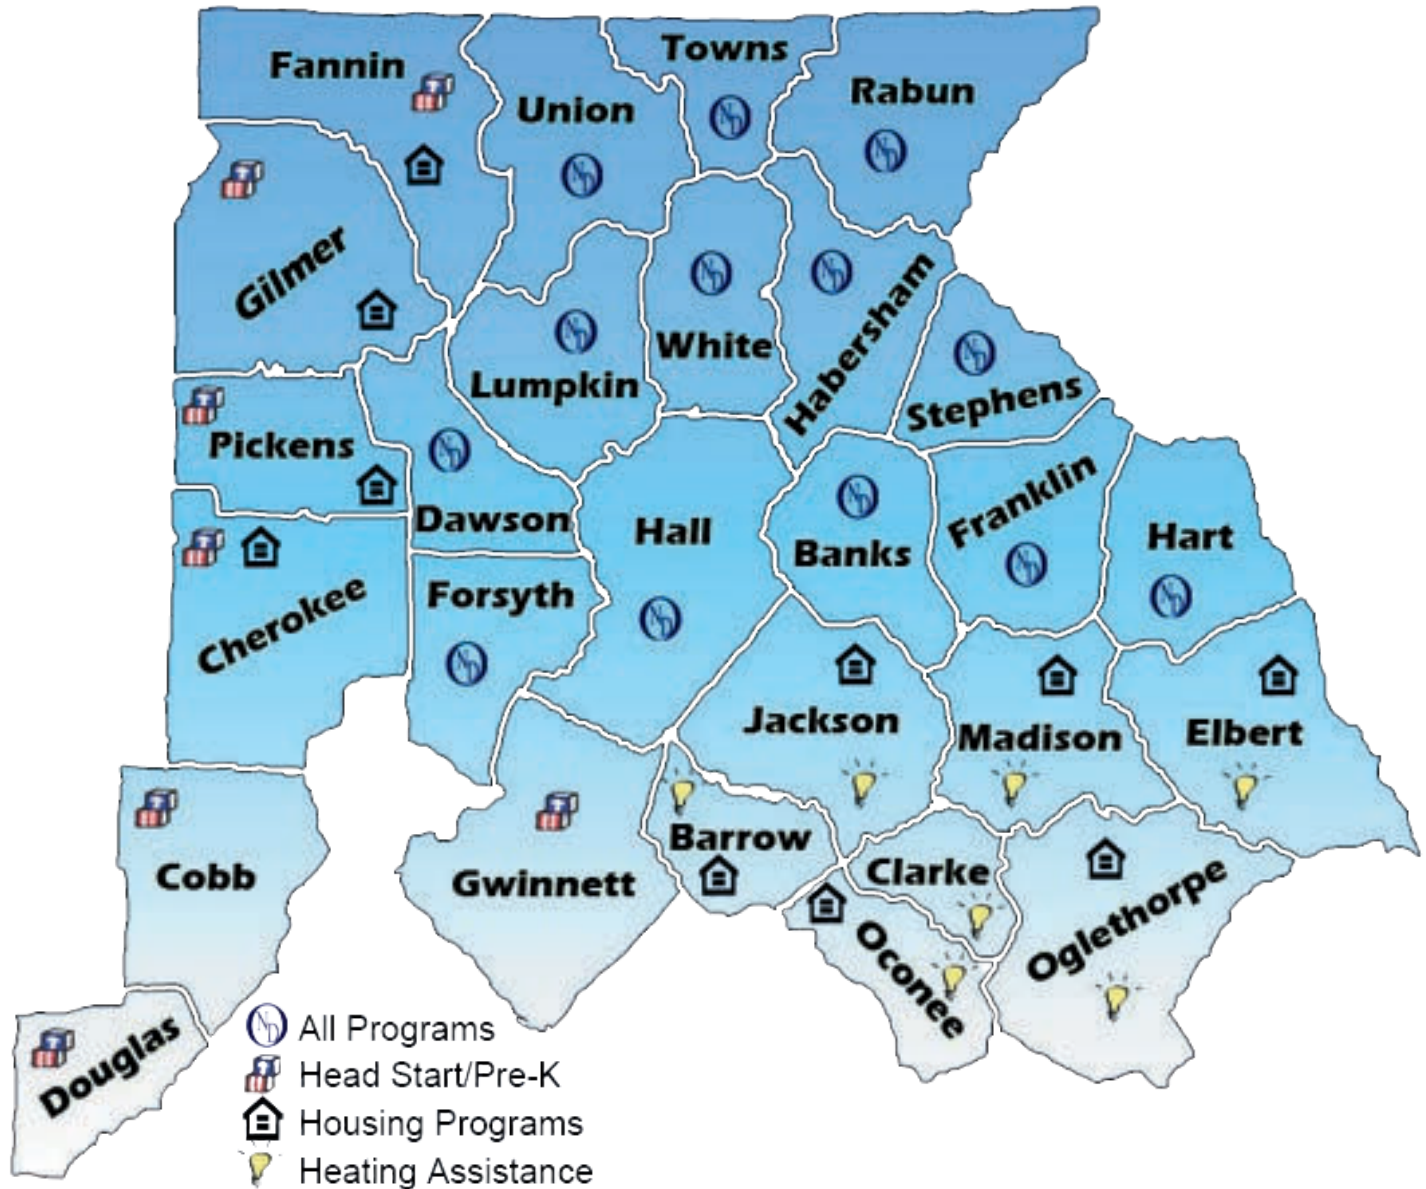 Towns
Fannin
Rabun
Union
Gilmer
Habersham
White
Lumpkin
Stephens
Pickens
Franklin
Dawson
Hall
Hart
Banks
Forsyth
Cherokee
Jackson
Elbert
Madison
Barrow
Clarke
Cobb
Gwinnett
Oglethorpe
Oconee
Douglas
ND All Programs
Head Start/Pre-K
Housing Programs
Heating Assistance